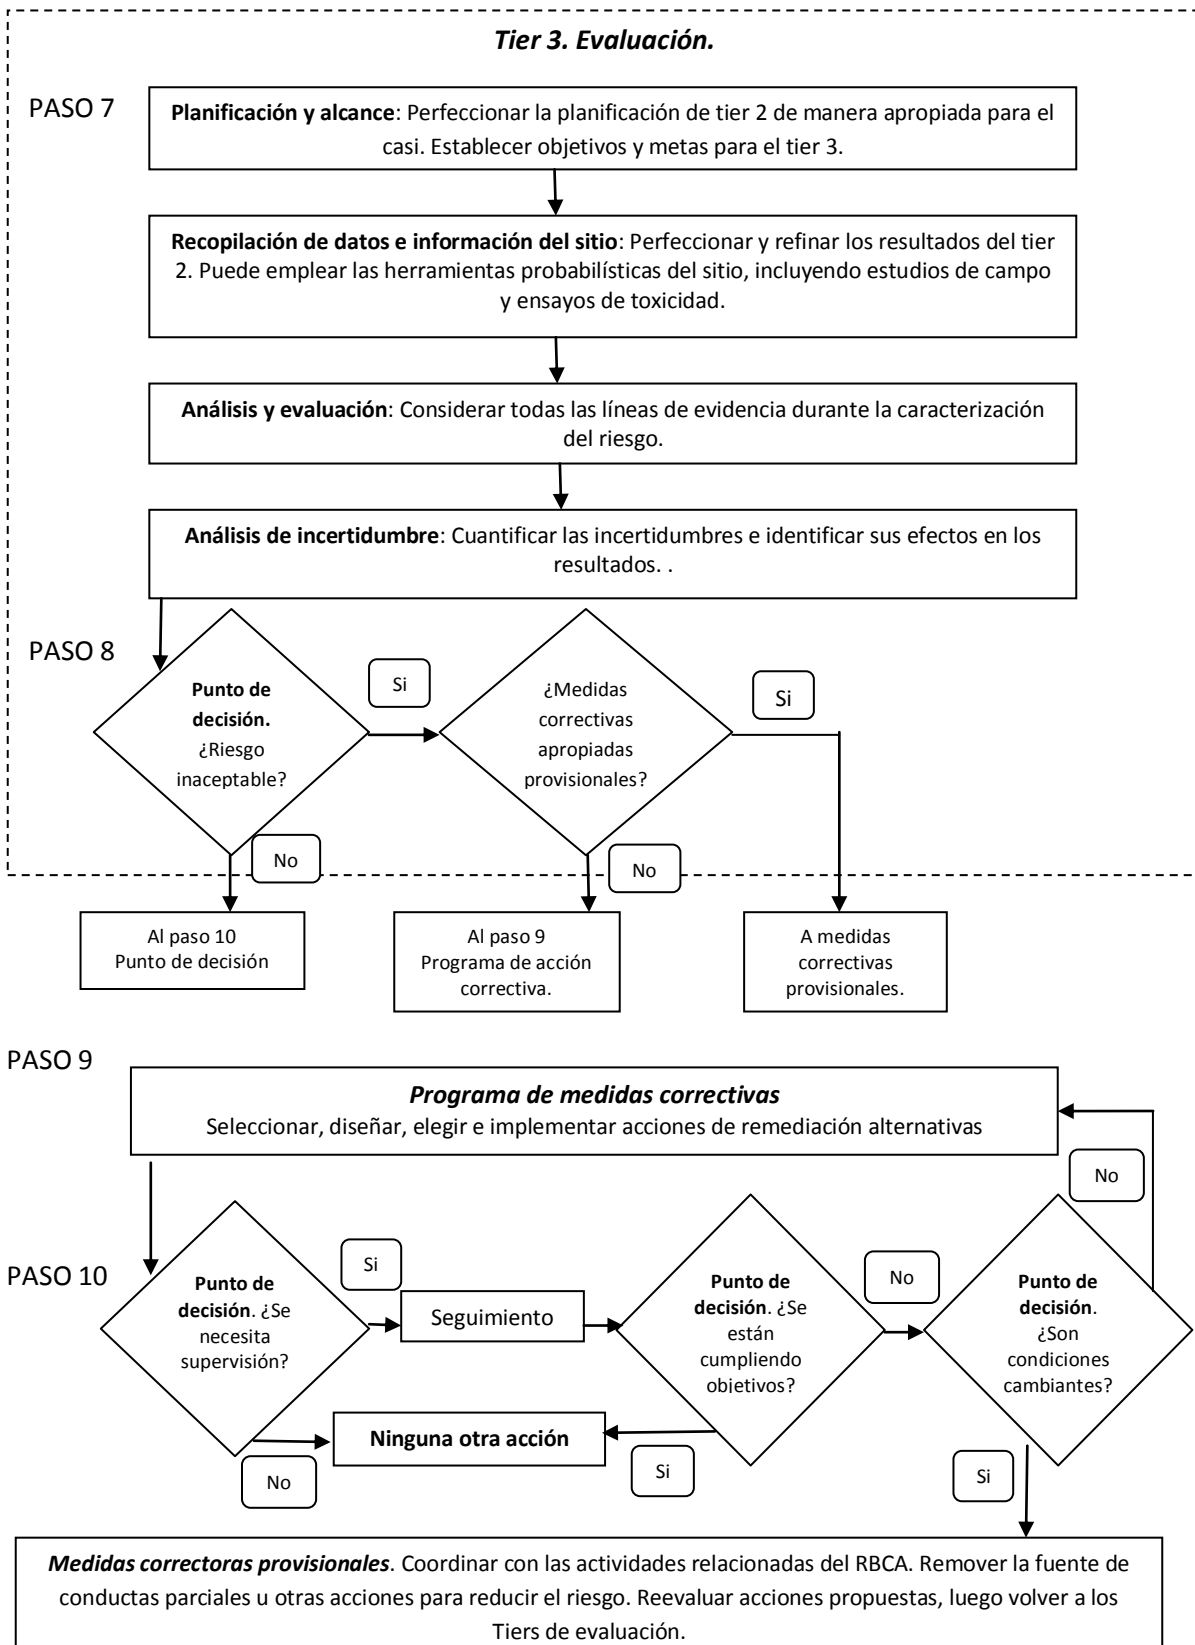 Tier 3. Evaluación.
PASO 7
Planificación y alcance: Perfeccionar la planificación de tier 2 de manera apropiada para el
casi. Establecer objetivos y metas para el tier 3.
Recopilación de datos e información del sitio: Perfeccionar y refinar los resultados del tier
2. Puede emplear las herramientas probabilísticas del sitio, incluyendo estudios de campo
y ensayos de toxicidad.
Análisis y evaluación: Considerar todas las líneas de evidencia durante la caracterización
del riesgo.
Análisis de incertidumbre: Cuantificar las incertidumbres e identificar sus efectos en los
resultados. .
PASO 8
Punto de
decisión.
¿Riesgo
inaceptable?
Si
¿Medidas
correctivas
apropiadas
provisionales?
Si
No
No
Al paso 10
Punto de decisión
Al paso 9
Programa de acción
correctiva.
A medidas
correctivas
provisionales.
PASO 9
Programa de medidas correctivas
Seleccionar, diseñar, elegir e implementar acciones de remediación alternativas
No
PASO 10
Punto de
decisión. ¿Se
necesita
supervisión?
Si
Seguimiento
Punto de
decisión. ¿Se
están
cumpliendo
objetivos?
No
Punto de
decisión.
¿Son
condiciones
cambiantes?
Ninguna otra acción
No
Si
Si
Medidas correctoras provisionales. Coordinar con las actividades relacionadas del RBCA. Remover la fuente de
conductas parciales u otras acciones para reducir el riesgo. Reevaluar acciones propuestas, luego volver a los
Tiers de evaluación.